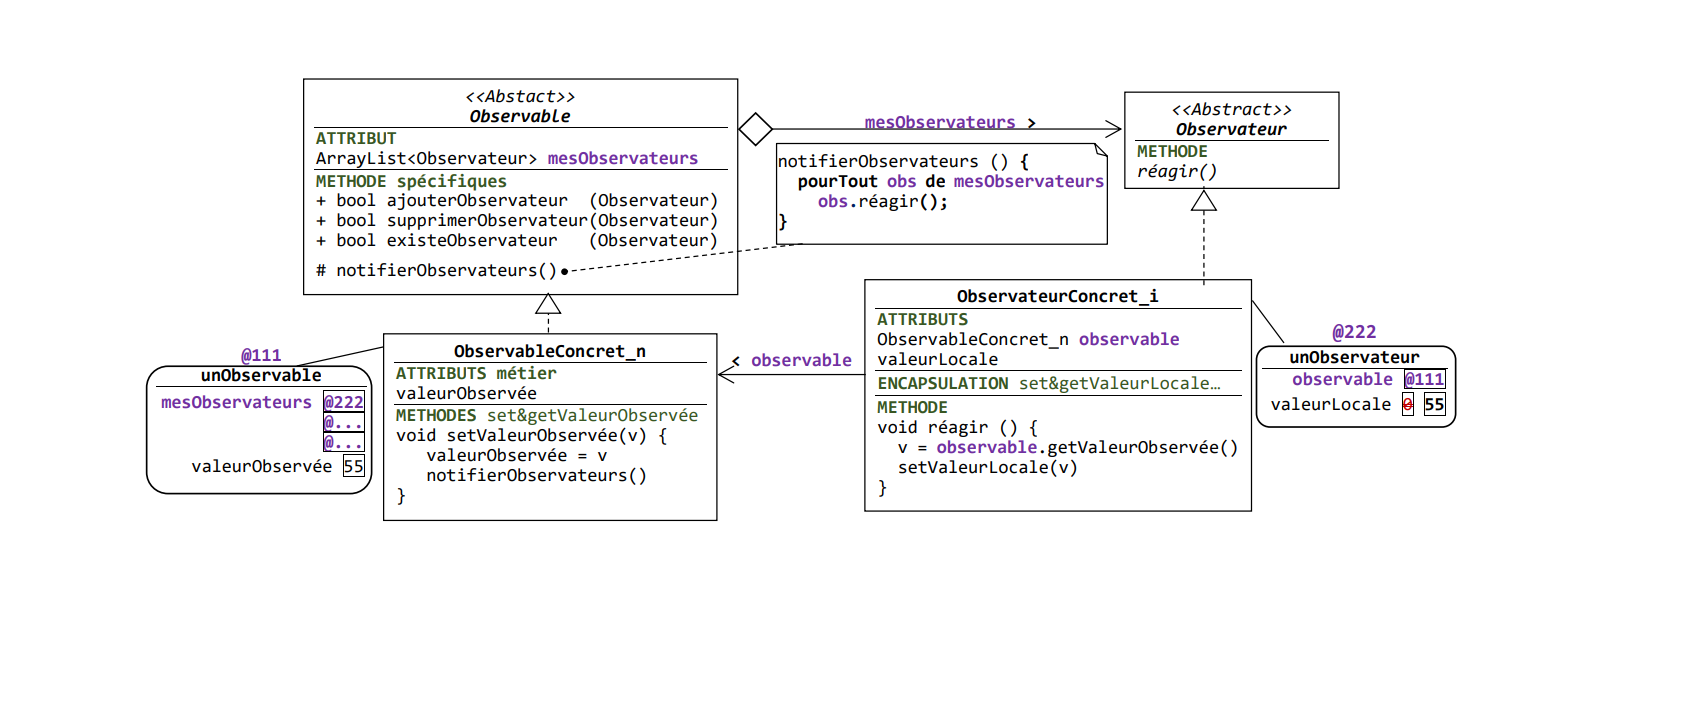 <<Abstact>>
Observable
ATTRIBUT
ArrayList<Observateur> mesObservateurs
METHODE spécifiques
+ bool ajouterObservateur (Observateur)
+ bool supprimerObservateur(Observateur)
+ bool existeObservateur (Observateur)
# notifierObservateurs()
mesObservateurs >
notifierObservateurs () {
pourTout obs de mesObservateurs
obs.réagir();
}
<<Abstract>>
Observateur
METHODE
réagir()
@111
unObservable
mesObservateurs @222
@...
@...
valeurObservée 55
ObservableConcret_n
ATTRIBUTS métier
valeurObservée
METHODES set&getValeurObservée
void setValeurObservée(v) {
valeurObservée = v
notifierObservateurs()
}
< observable
ObservateurConcret_i
ATTRIBUTS
ObservableConcret_n observable
valeurLocale
ENCAPSULATION set&getValeurLocale…
METHODE
void réagir () {
v = observable.getValeurObservée()
setValeurLocale(v)
}
@222
unObservateur
observable @111
valeurLocale 0 55